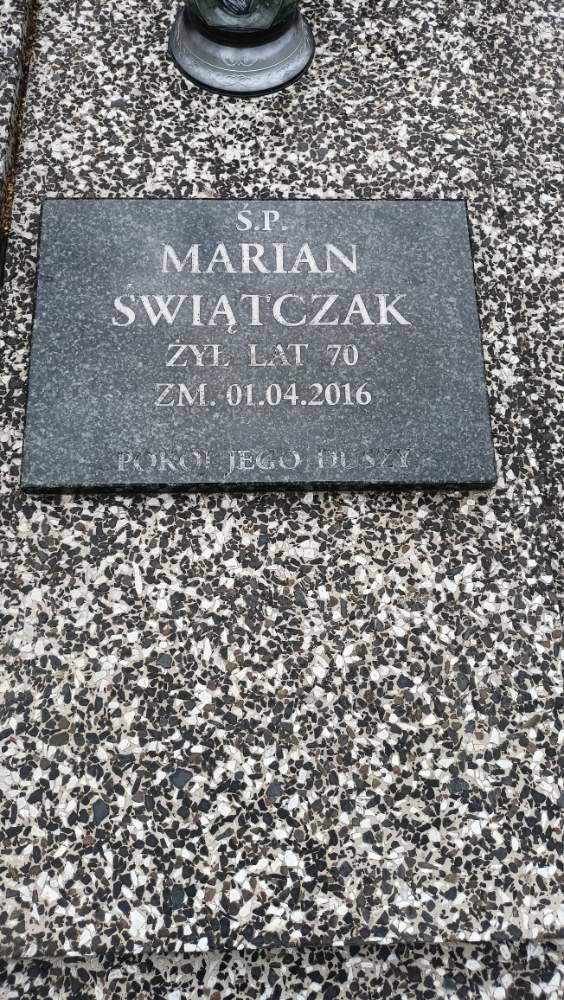 Ś.P.
MARIAN
ŚWIĄTCZAK
ŻYŁ LAT 70
ZM. 01.04.2016
POKÓJ JEGO DUSZY